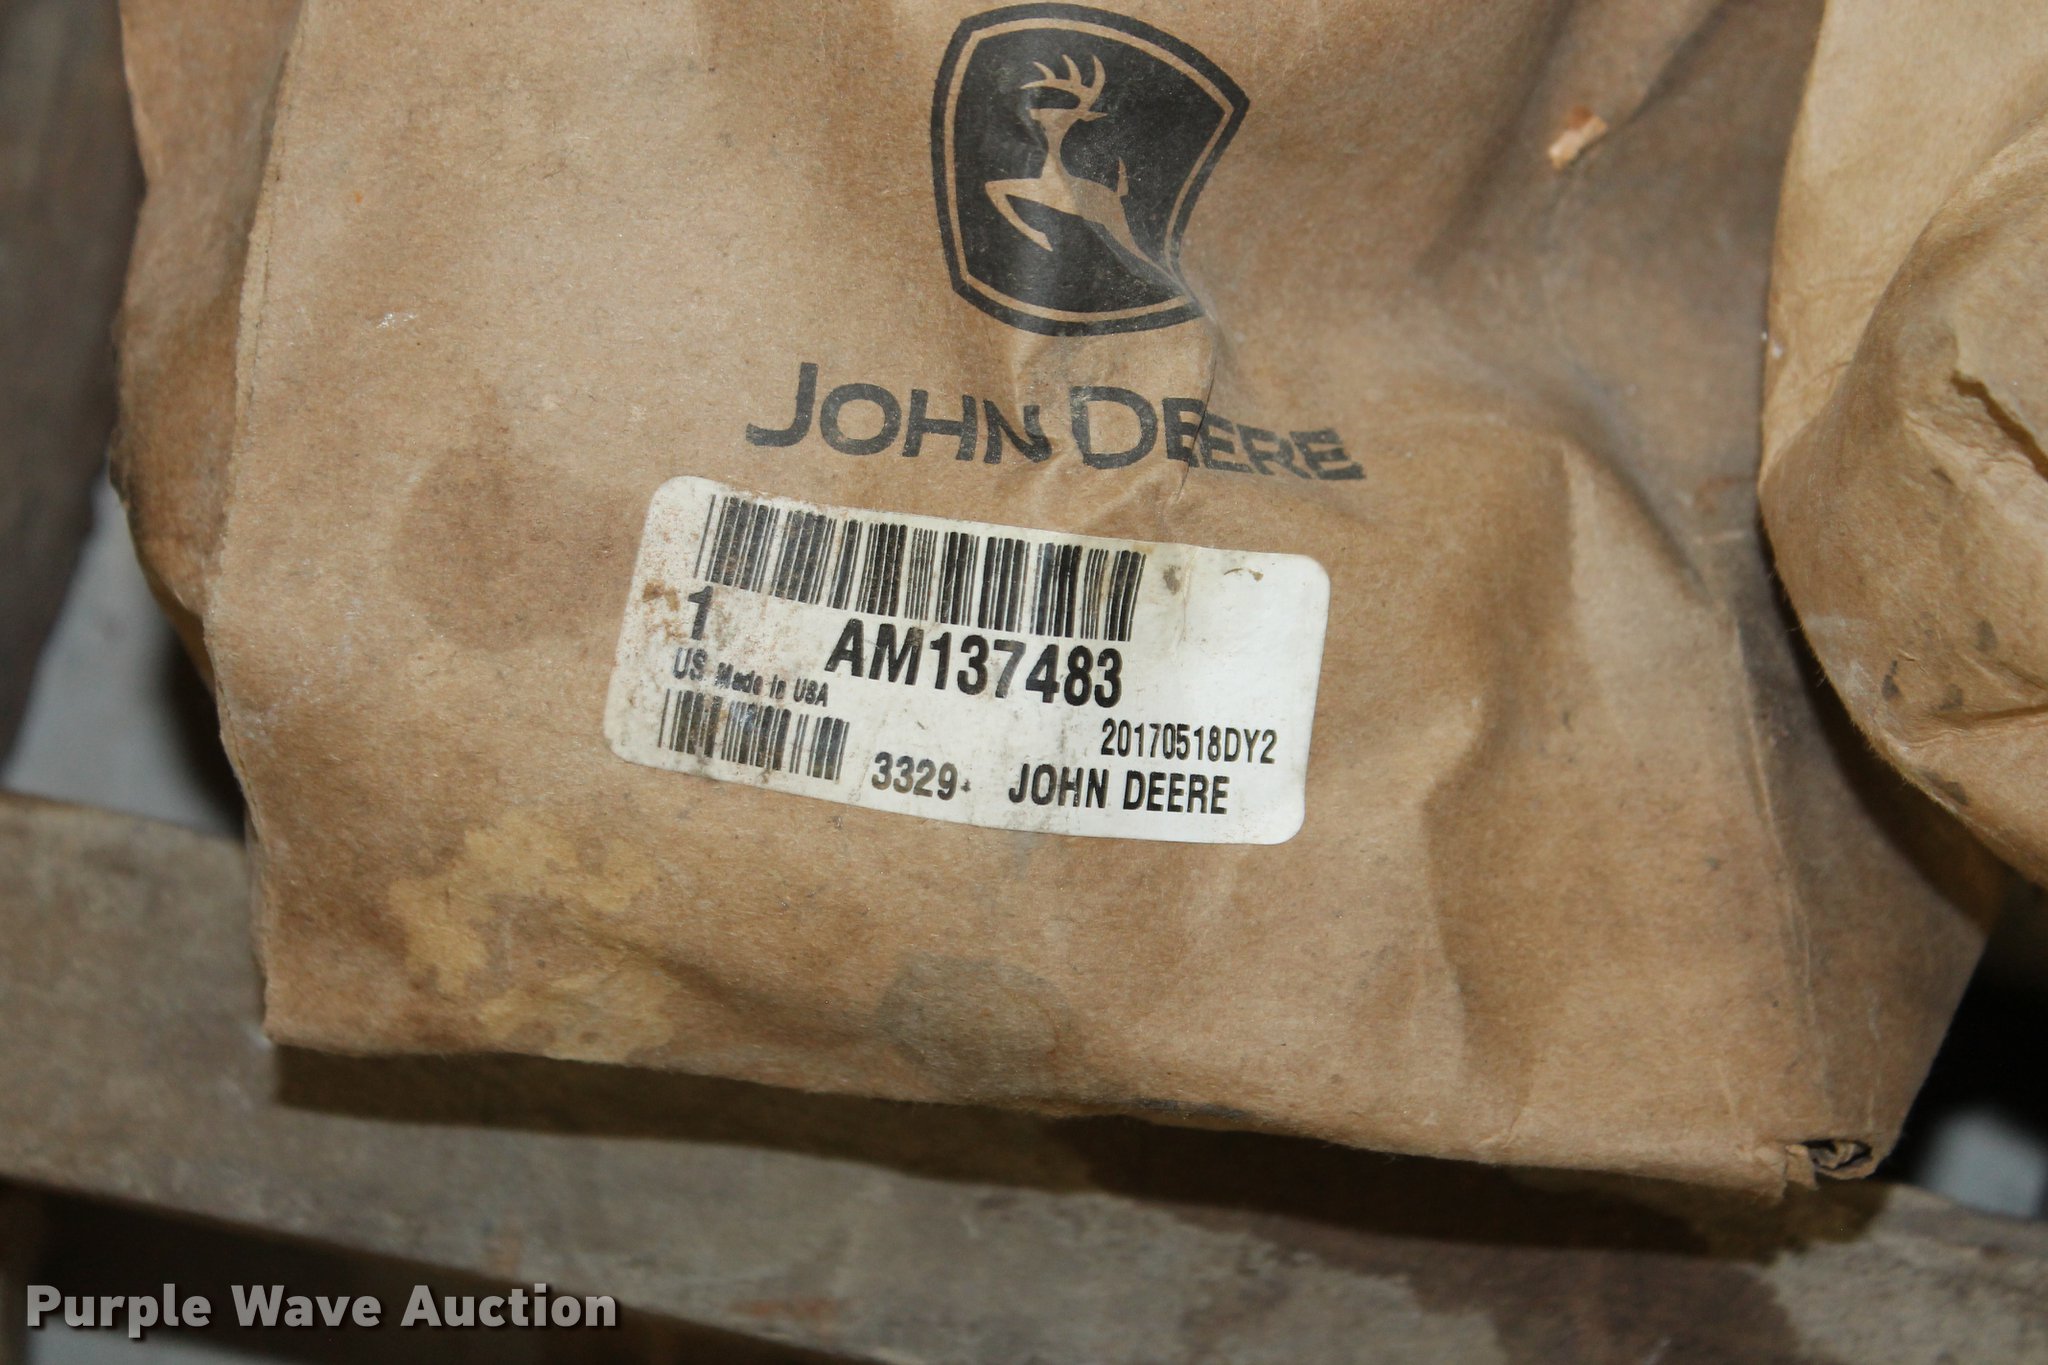 JOHN DEERE
1 AM137483
US Made in USA
20170518DY2
3329 JOHN DEERE
Purple Wave Auction